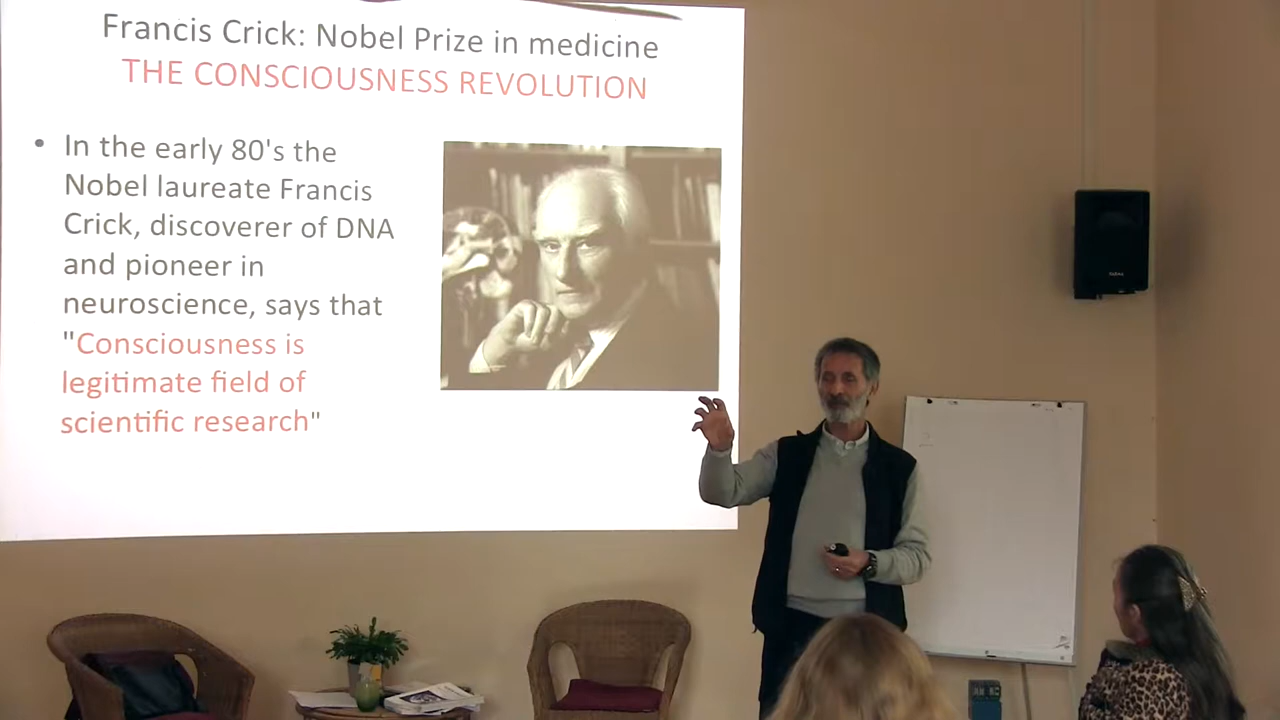 Francis Crick: Nobel Prize in medicine
THE CONSCIOUSNESS REVOLUTION
• In the early 80's the
Nobel laureate Francis
Crick, discoverer of DNA
and pioneer in
neuroscience, says that
"Consciousness is
legitimate field of
scientific research"